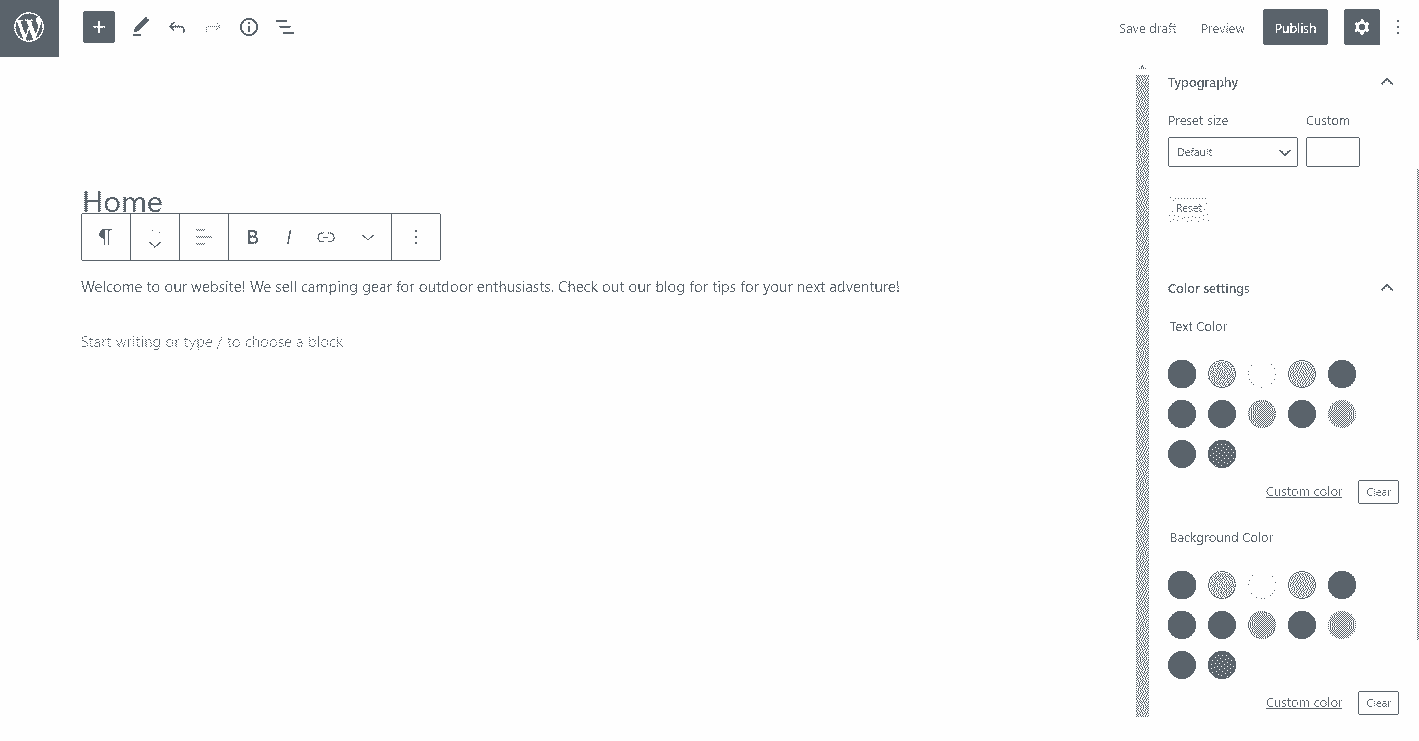 Save draft Preview Publish
Typography
Preset size Custom
Default
Home
Reset
B I
Welcome to our website! We sell camping gear for outdoor enthusiasts. Check out our blog for tips for your next adventure!
Color settings
Text Color
Start writing or type / to choose a block
Custom color Clear
Background Color
Custom color Clear